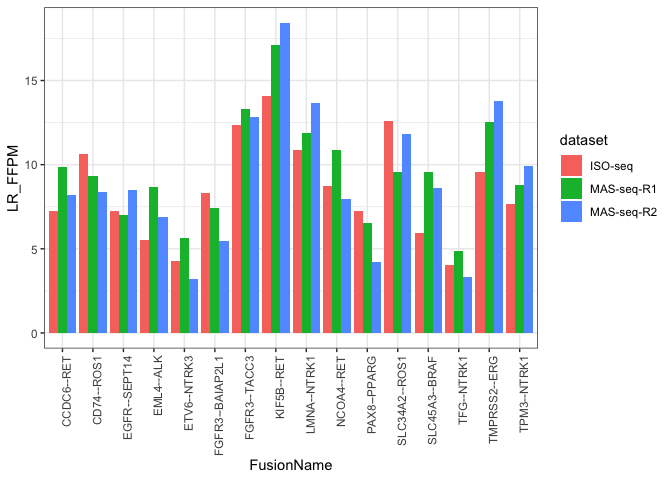 LR_FFPM
15
10
5
0
CCDC6--RET
CD74--ROS1
EGFR--SEPT14
EML4--ALK
ETV6--NTRK3
FGFR3--BAIAP2L1
FGFR3--TACC3
KIF5B--RET
LMNA--NTRK1
NCOA4--RET
PAX8--PPARG
SLC34A2--ROS1
SLC45A3--BRAF
TFG--NTRK1
TMPRSS2--ERG
TPM3--NTRK1
FusionName
dataset
ISO-seq
MAS-seq-R1
MAS-seq-R2